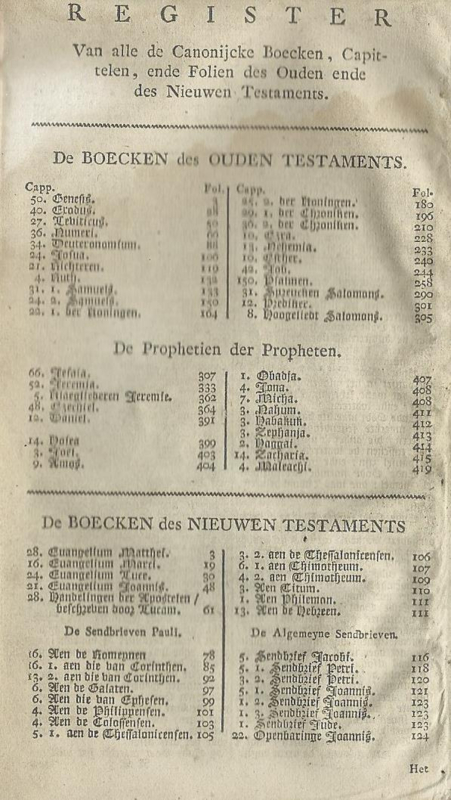 REGISTER
Van alle de Canonijcke Boecken, Capit-
telen, ende Folien des Ouden ende
des Nieuwen Testaments.
De BOECKEN des OUDEN TESTAMENTS.
Capp. Fol.
50. Genesis.
40. Exodus.
27. Leviticus.
36. Numeri.
34. Deuteronomium.
24. Josua.
21. Richteren.
4. Ruth.
31. 1. Samuels.
24. 2. Samuels.
22. 1. der Koningen. 164
Capp. Fol.
25. 2. der Koningen. 180
29. 1. der Chroniken. 196
2. der Chroniken. 210
10. Ezra. 228
13. Nehemia. 233
10. Esther. 240
42. Job. 244
150. Psalmen. 258
31. Spreucken Salomons. 290
12. Prediker. 301
8. Hoogeliedt Salomons. 305
De Prophetien der Propheten.
66. Jesaia. 307
52. Jeremia. 333
5. Klaegliederen Jeremie. 362
48. Ezechiel. 364
12. Daniel. 391
14. Hosea 399
3. Joel. 403
9. Amos. 404
1. Obadja. 407
4. Jona. 408
7. Micha. 408
3. Nahum. 411
3. Habakuk. 412
3. Zephanja. 413
2. Haggai. 414
14. Zacharia. 415
4. Maleachi. 419
De BOECKEN des NIEUWEN TESTAMENTS
28. Euangelium Matthei. 3
16. Euangelium Marci. 19
24. Euangelium Luce. 30
21. Euangelium Joannis. 48
28. Handelingen der Apostelen /
beschreven door Lucam. 61
De Sendbrieven Pauli.
16. Aen de Romeynen 78
16. 1. aen die van Corinthen. 85
13. 2. aen die van Corinthen. 92
6. Aen de Galaten. 97
6. Aen die van Ephesen. 99
4. Aen de Philippensen. 101
4. Aen de Colossensen. 103
5. 1. aen de Thessalonicensen. 105
3. 2. aen de Thessalonicensen. 106
6. 1. aen Thimotheum. 107
4. 2. aen Thimotheum. 109
3. Aen Titum. 110
1. Aen Philemon. 111
13. Aen de Hebreen. 111
De Algemeyne Sendbrieven.
5. Sendbrief Jacobi. 116
5. 1. Sendbrief Petri. 118
3. 2. Sendbrief Petri. 120
5. 1. Sendbrief Joannis. 121
1. 2. Sendbrief Joannis. 123
1. 3. Sendbrief Joannis. 123
1. Sendbrief Jude. 123
22. Openbaringe Joannis. 124
Het